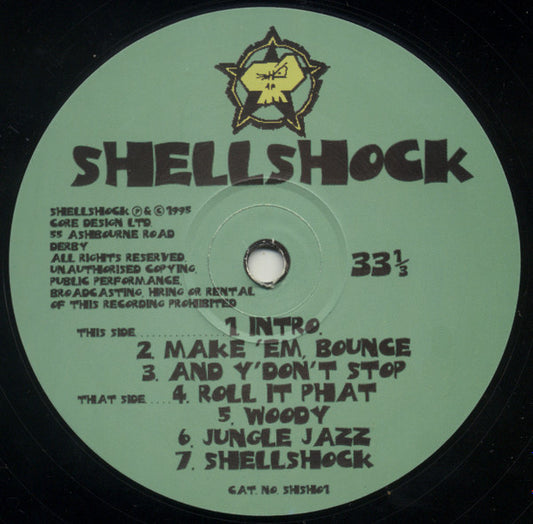 SHELLSHOCK
SHELLSHOCK ℗ & © 1995
CORE DESIGN LTD.
55 ASHBOURNE ROAD
DERBY
ALL RIGHTS RESERVED.
UNAUTHORISED COPYING,
PUBLIC PERFORMANCE,
BROADCASTING, HIRING OR RENTAL
OF THIS RECORDING PROHIBITED
33 1/3
THIS SIDE ............ 1 INTRO.
2. MAKE 'EM, BOUNCE
3. AND Y'DON'T STOP
THAT SIDE ..... 4. ROLL IT PHAT
5. WOODY
6. JUNGLE JAZZ
7. SHELLSHOCK
CAT. NO. SHSH01